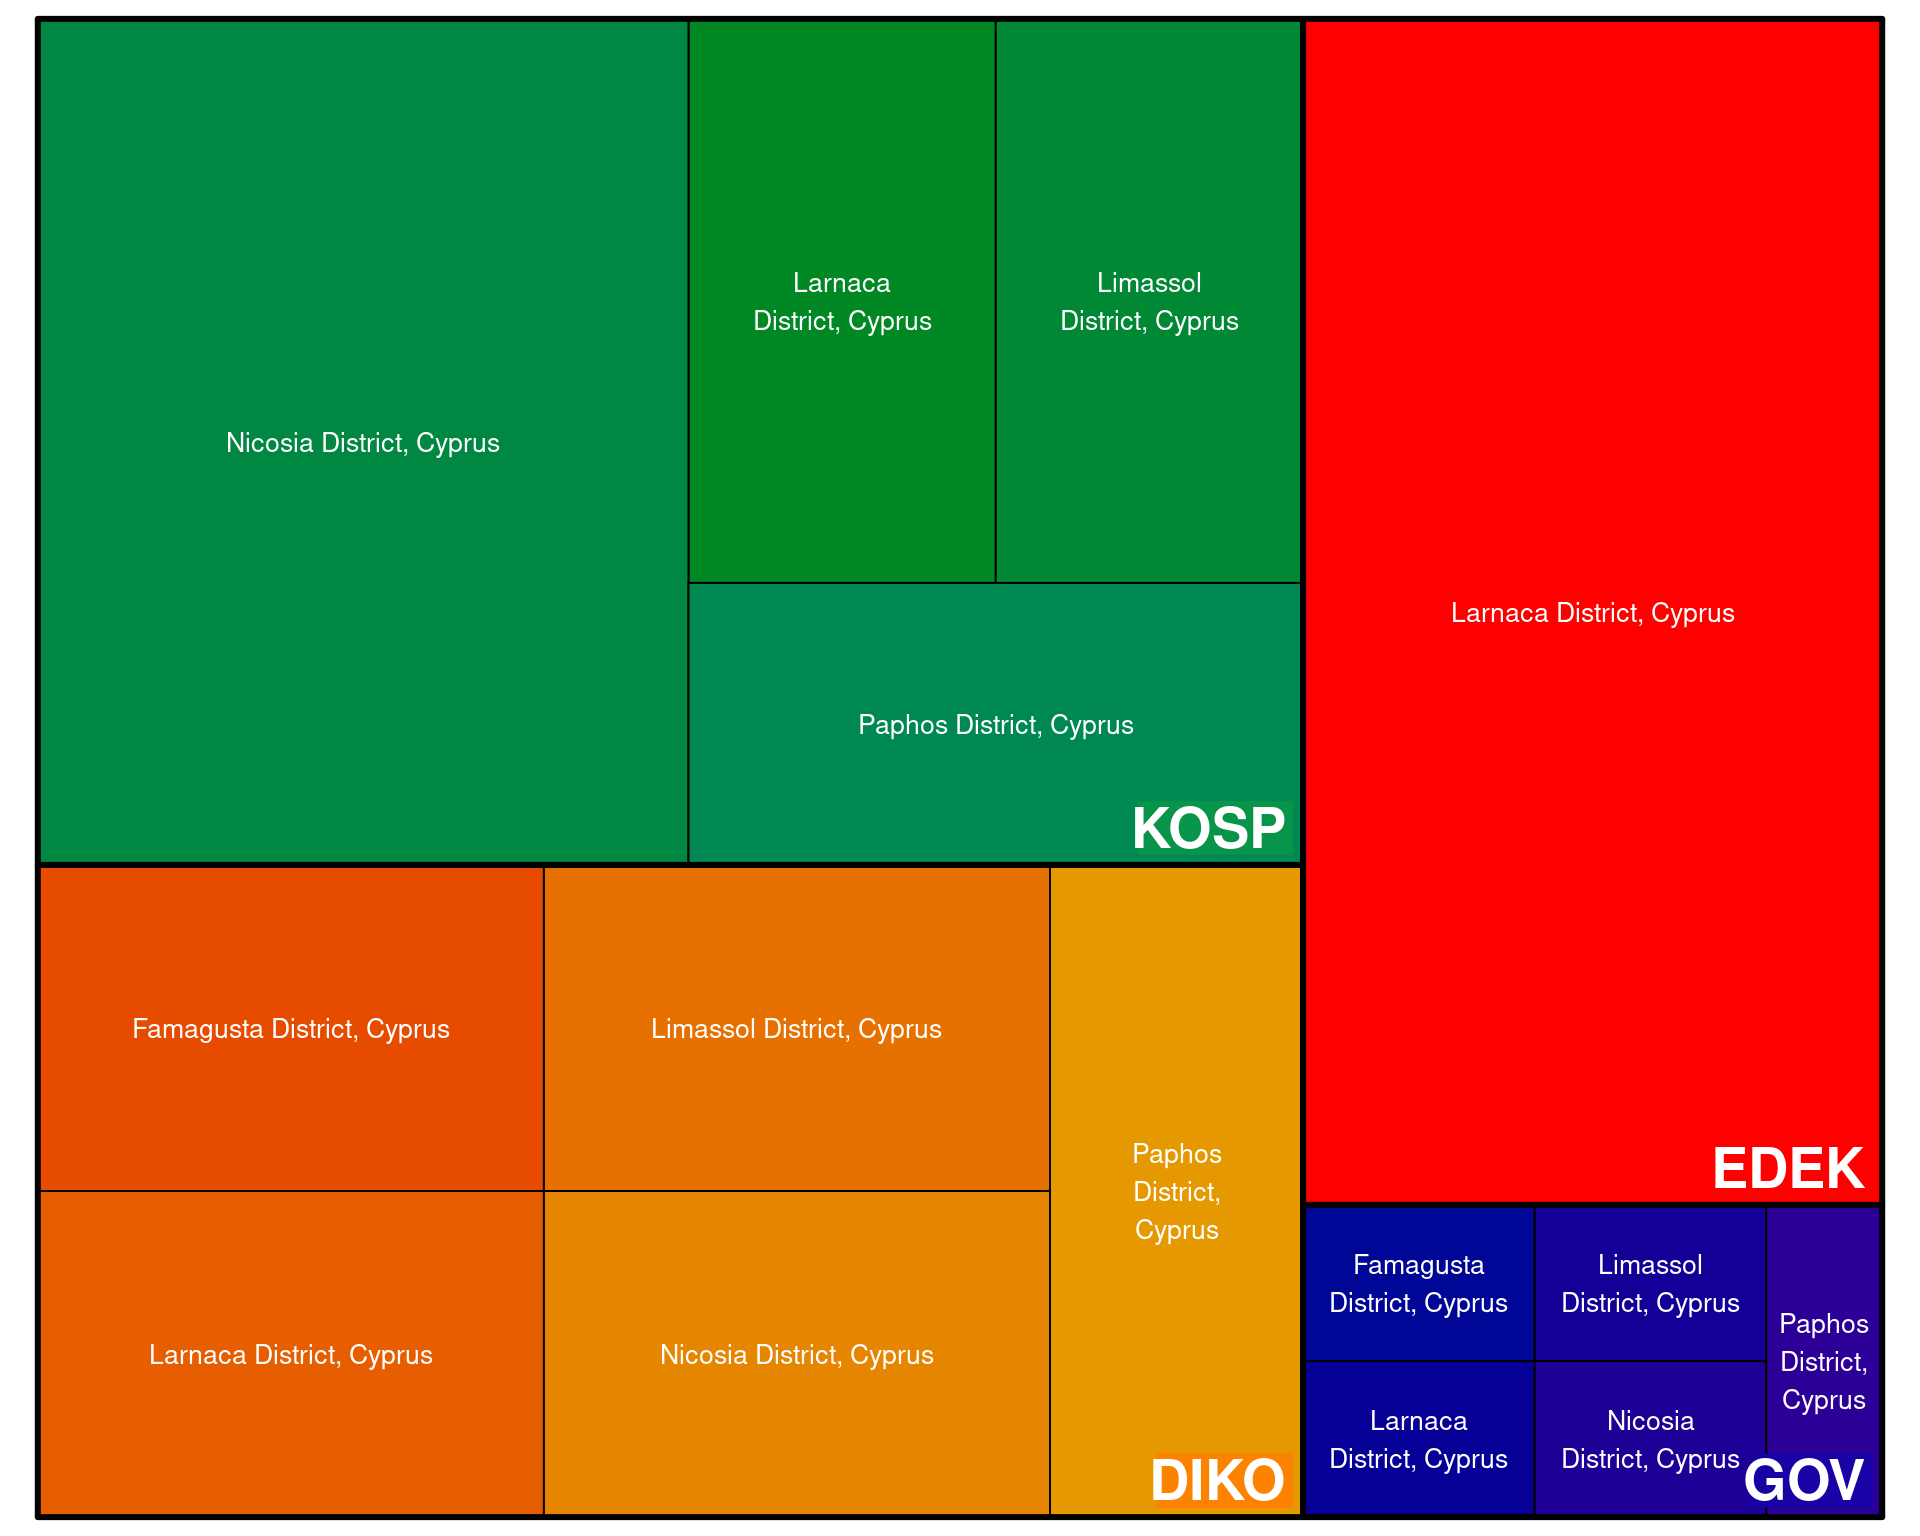 Nicosia District, Cyprus
Larnaca
District, Cyprus
Limassol
District, Cyprus
Paphos District, Cyprus
KOSP
Larnaca District, Cyprus
EDEK
Famagusta District, Cyprus
Limassol District, Cyprus
Larnaca District, Cyprus
Nicosia District, Cyprus
Paphos
District,
Cyprus
DIKO
Famagusta
District, Cyprus
Limassol
District, Cyprus
Larnaca
District, Cyprus
Nicosia
District, Cyprus
Paphos
District,
Cyprus
GOV